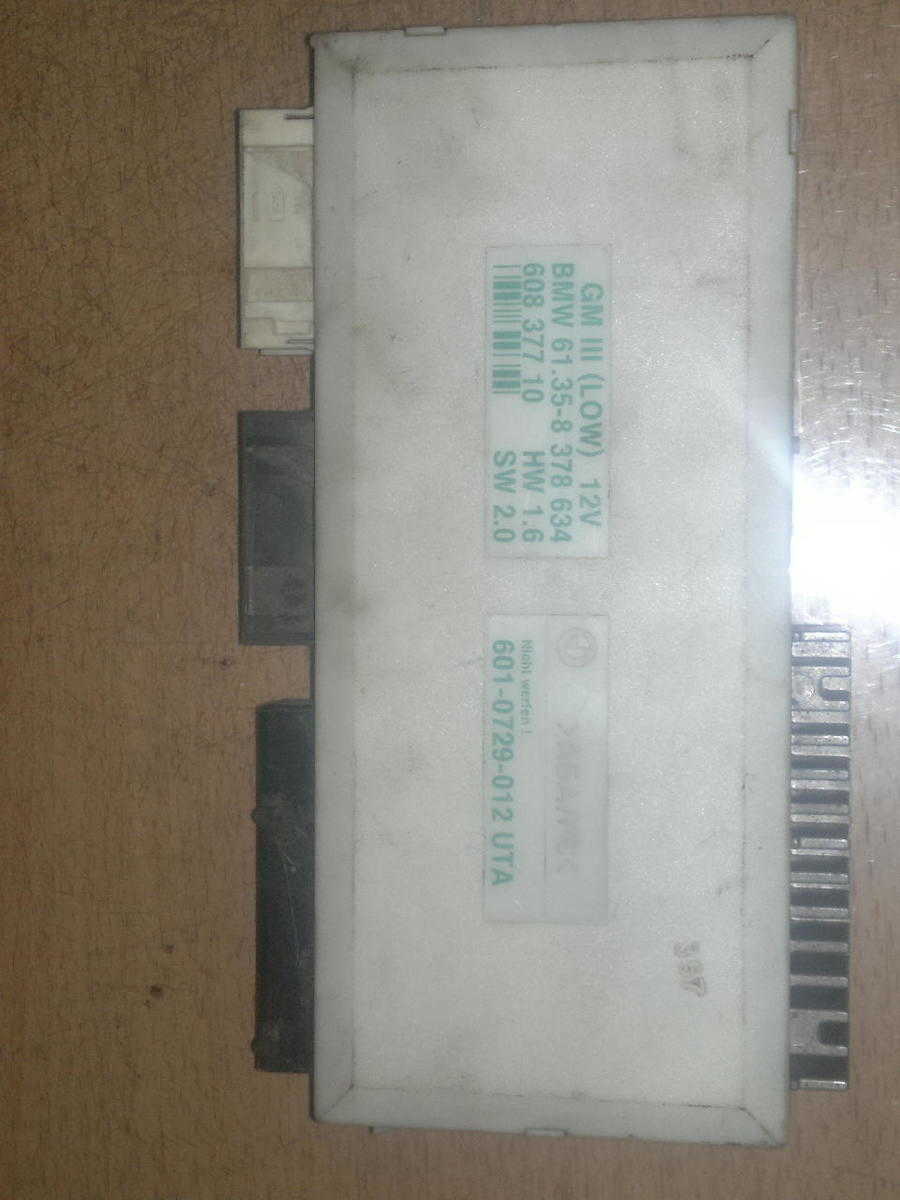 GM III (LOW) 12V
BMW 61.35-8 378 634
608 377 10 HW 1.6
SW 2.0
Nicht werfen !
601-0729-012 UTA